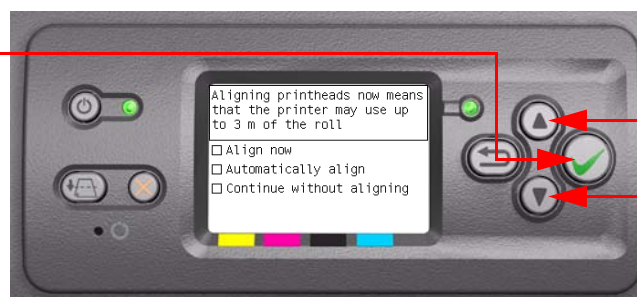 Aligning printheads now means
that the printer may use up
to 3 m of the roll
Align now
Automatically align
Continue without aligning